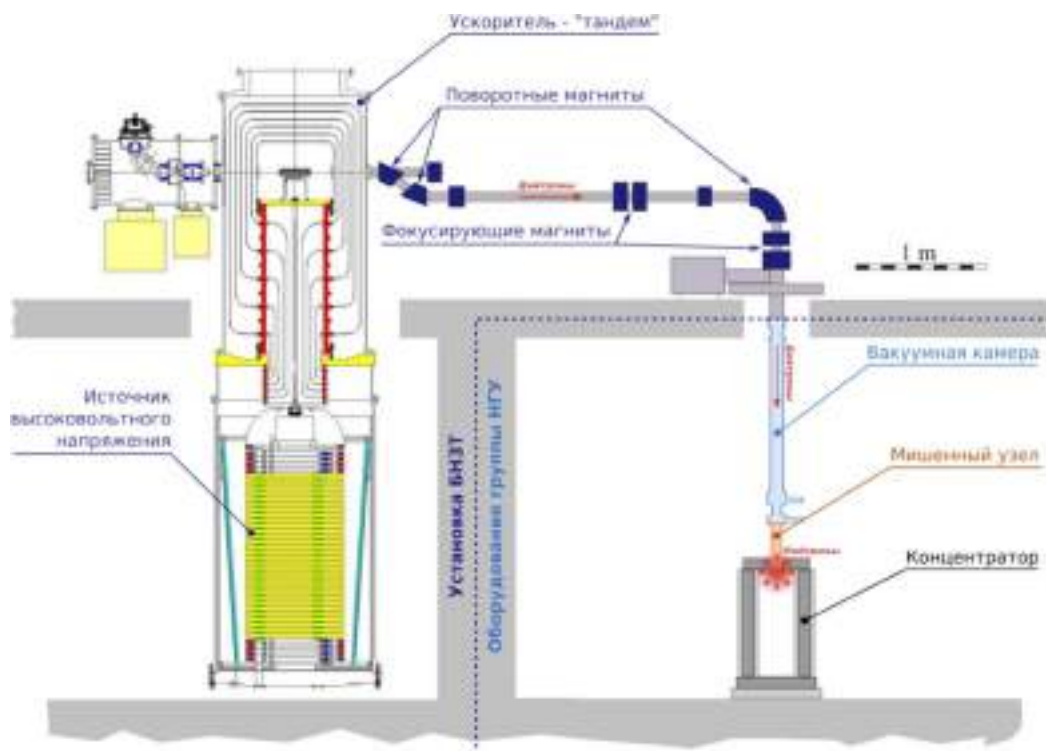 Ускоритель - "тандем"
Поворотные магниты
Фокусирующие магниты
1 m
Вакуумная камера
Источник
высоковольтного
напряжения
Мишенный узел
Концентратор
Установка БНЗТ
Оборудование группы НГУ